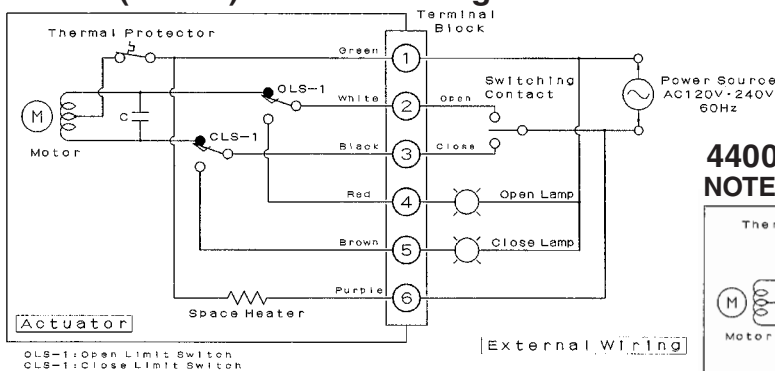 Terminal
Block
Thermal Protector
Green
1
OLS-1
White
2
Open
Switching
Contact
Power Source
AC120V·240V
60Hz
M
C
Motor
CLS-1
Black
3
Close
Red
4
Open Lamp
Brown
5
Close Lamp
Purple
6
Space Heater
Actuator
External Wiring
OLS-1:Open Limit Switch
CLS-1:Close Limit Switch
4400
NOTE
M
Motor